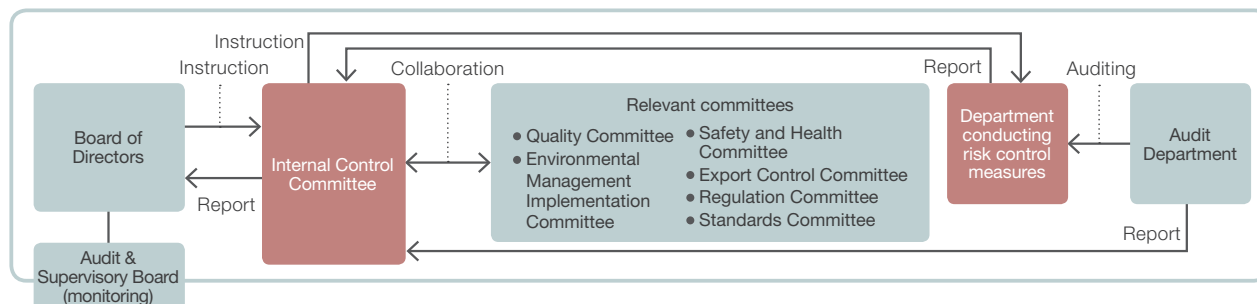 Instruction
Instruction
Collaboration
Report
Auditing
Board of
Directors
Report
Audit &
Supervisory Board
(monitoring)
Internal Control
Committee
Relevant committees
● Quality Committee
● Environmental
Management
Implementation
Committee
● Safety and Health
Committee
● Export Control Committee
● Regulation Committee
● Standards Committee
Department
conducting
risk control
measures
Audit
Department
Report